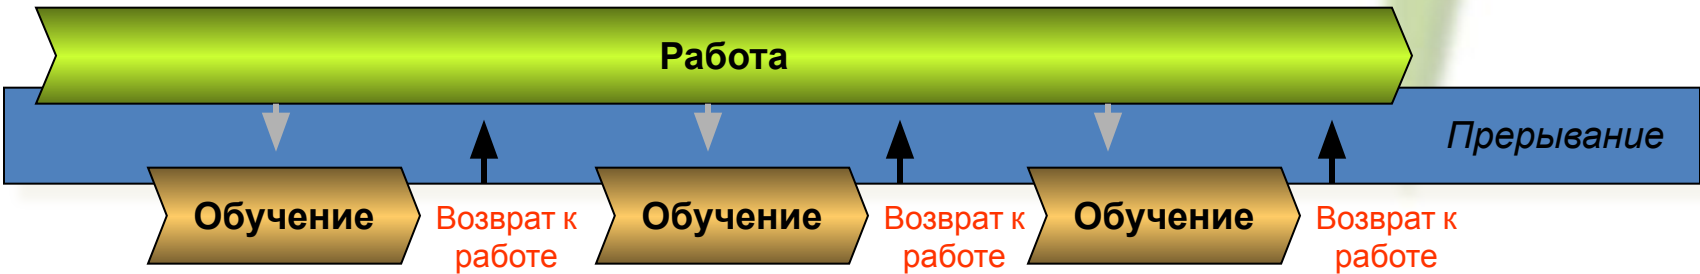 Работа
Прерывание
Обучение
Возврат к
работе
Обучение
Возврат к
работе
Обучение
Возврат к
работе